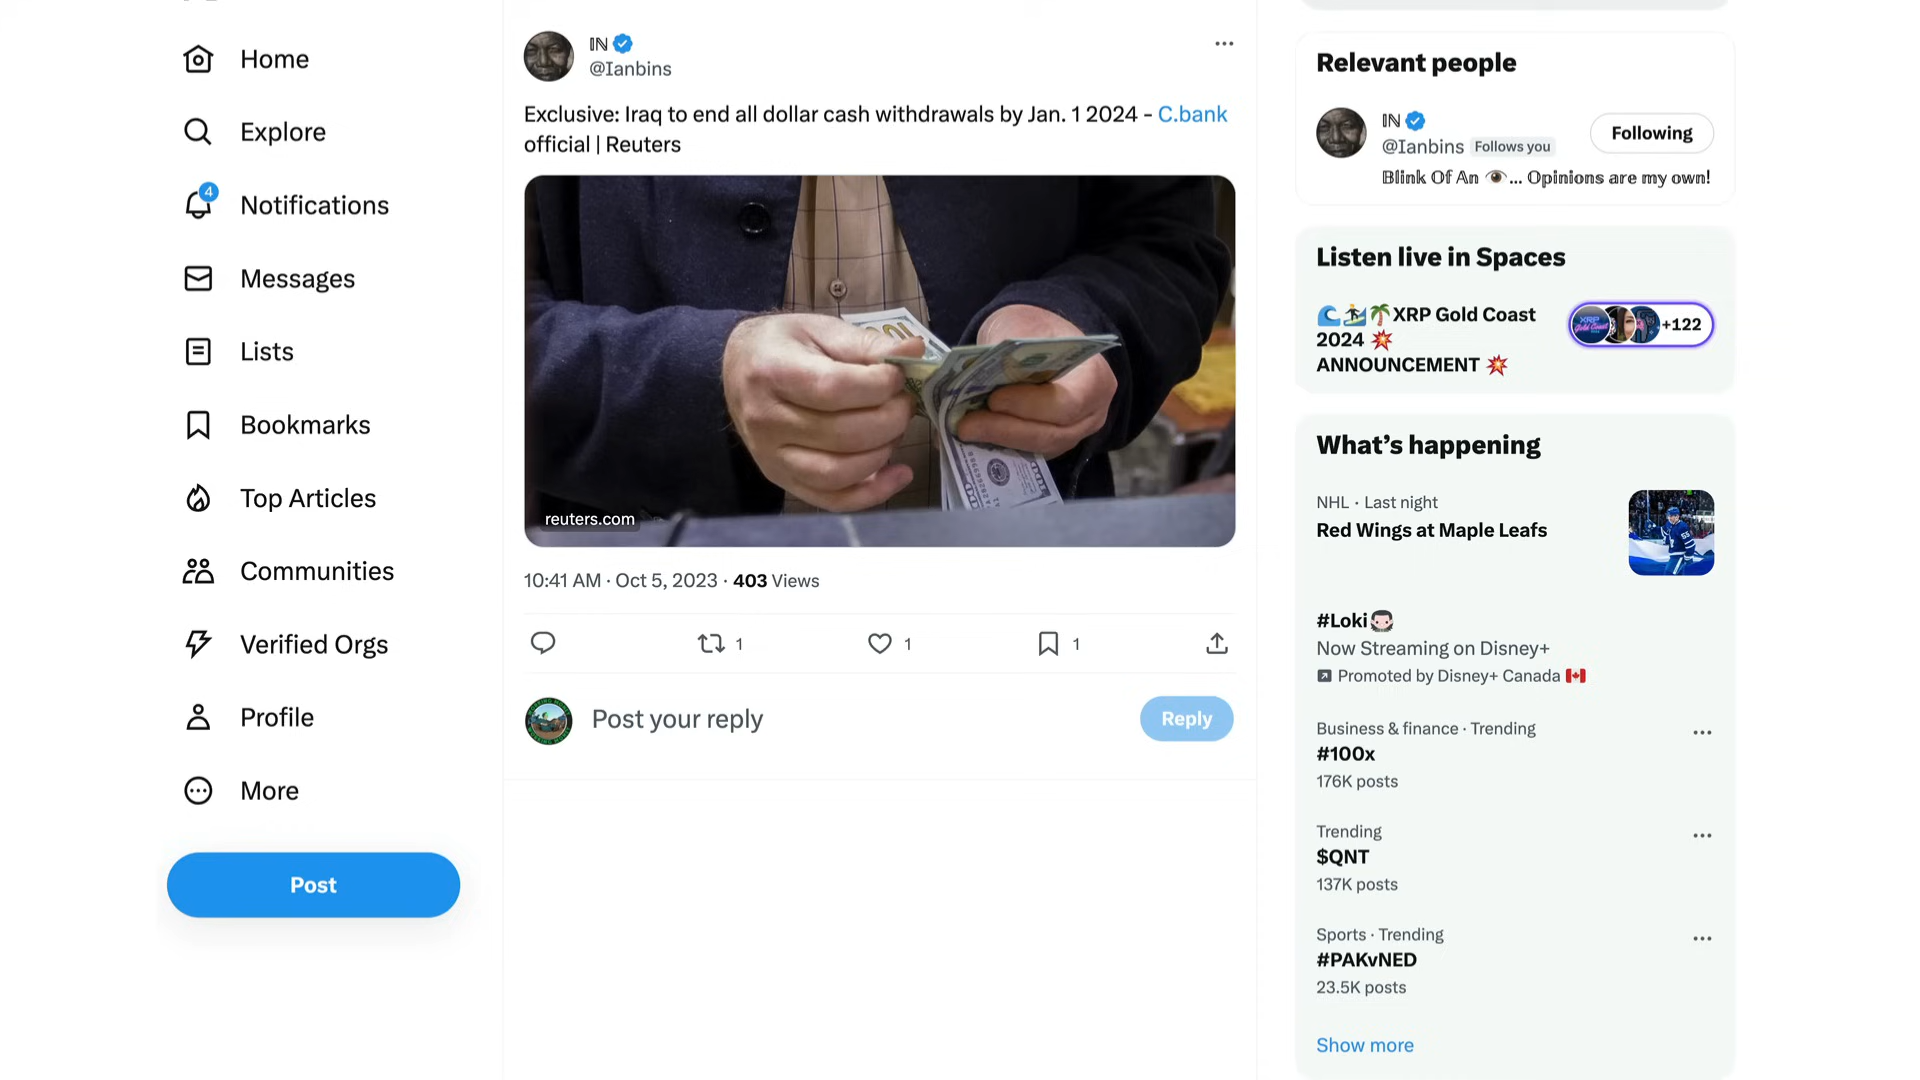 Home
Explore
4
Notifications
Messages
Lists
Bookmarks
Top Articles
Communities
Verified Orgs
Profile
More
Post
𝕀ℕ
@Ianbins
Exclusive: Iraq to end all dollar cash withdrawals by Jan. 1 2024 - C.bank
official | Reuters
reuters.com
10:41 AM · Oct 5, 2023 · 403 Views
1
1
1
Post your reply
Reply
Relevant people
𝕀ℕ
@Ianbins Follows you
Following
𝔹𝕝𝕚𝕟𝕜 𝕆𝕗 𝔸𝕟 👁️... 𝕆𝕡𝕚𝕟𝕚𝕠𝕟𝕤 𝕒𝕣𝕖 𝕞𝕪 𝕠𝕨𝕟!
Listen live in Spaces
🌊🏄🌴XRP Gold Coast
2024 💥
ANNOUNCEMENT 💥
+122
What's happening
NHL · Last night
Red Wings at Maple Leafs
#Loki
Now Streaming on Disney+
Promoted by Disney+ Canada 🇨🇦
Business & finance · Trending
#100x
176K posts
Trending
$QNT
137K posts
Sports · Trending
#PAKvNED
23.5K posts
Show more